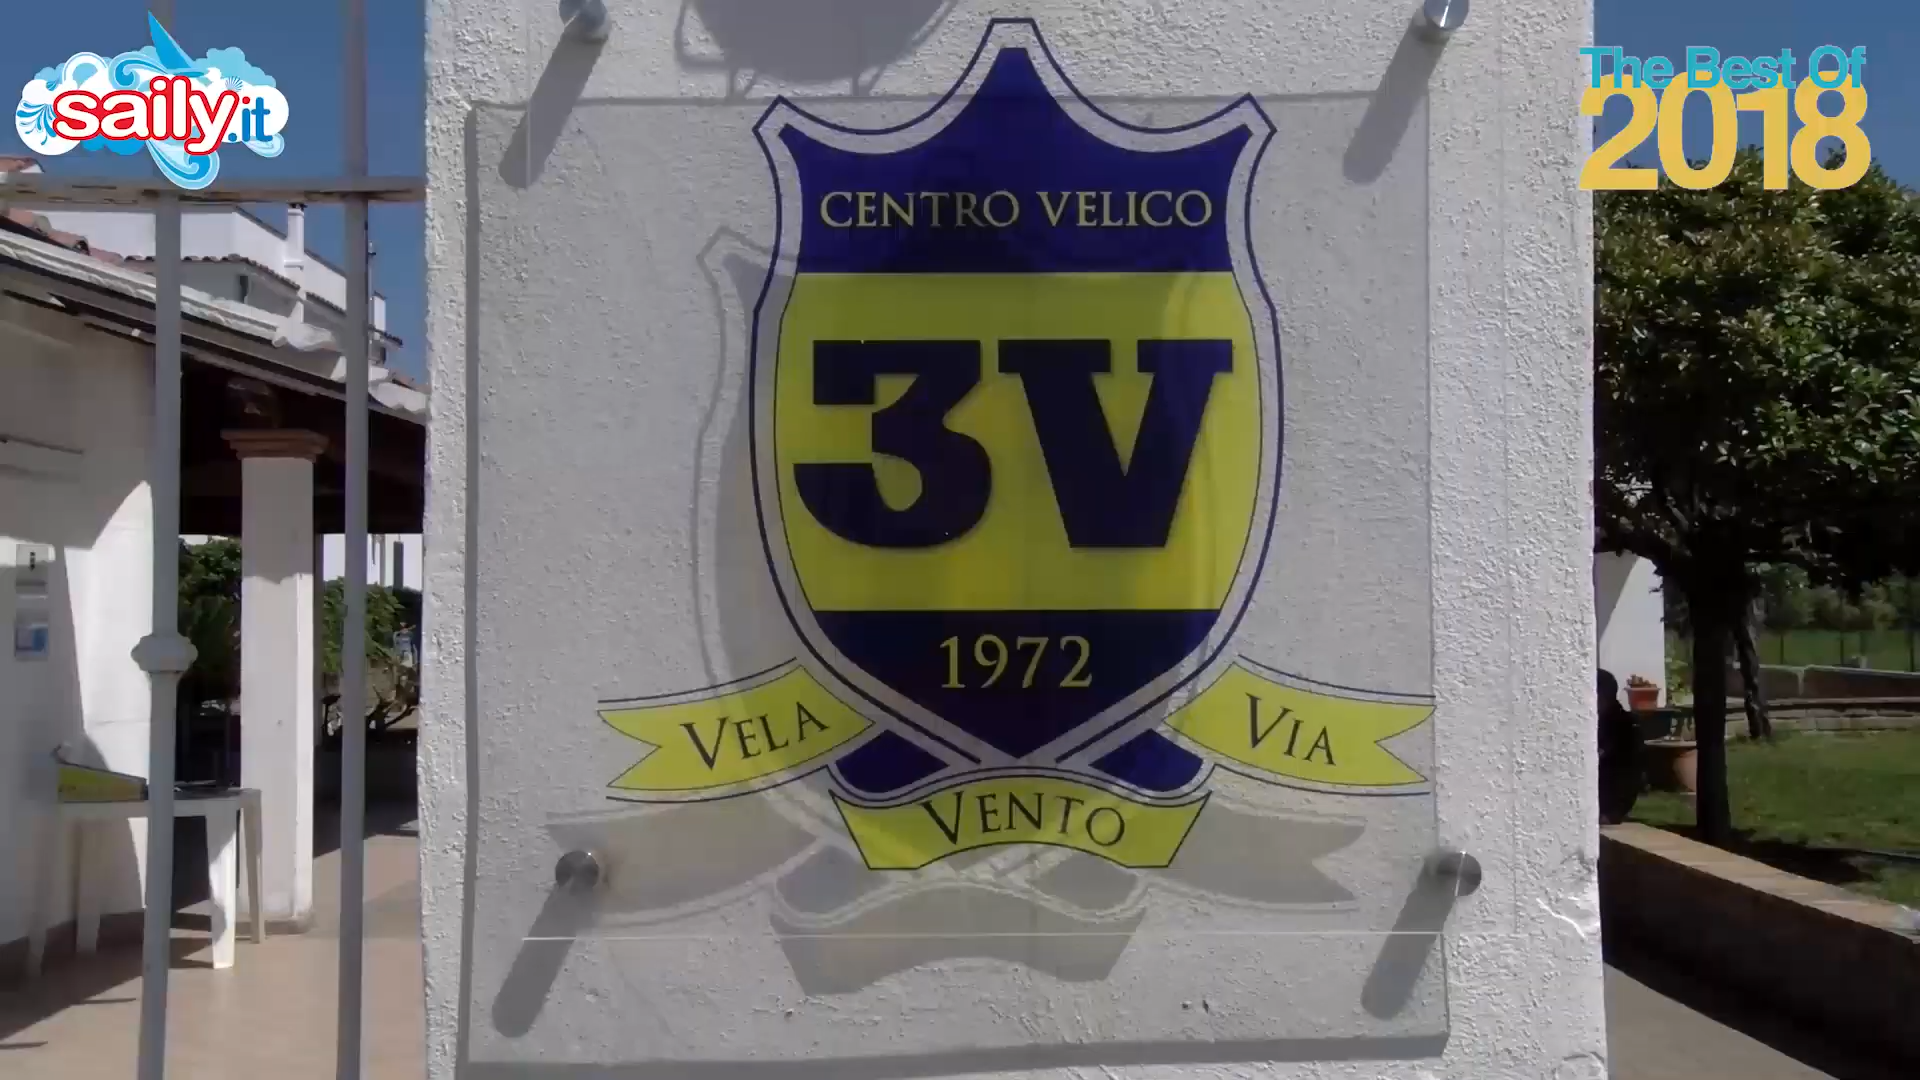 saily.it
The Best Of
2018
CENTRO VELICO
3V
1972
VELA
VIA
VENTO